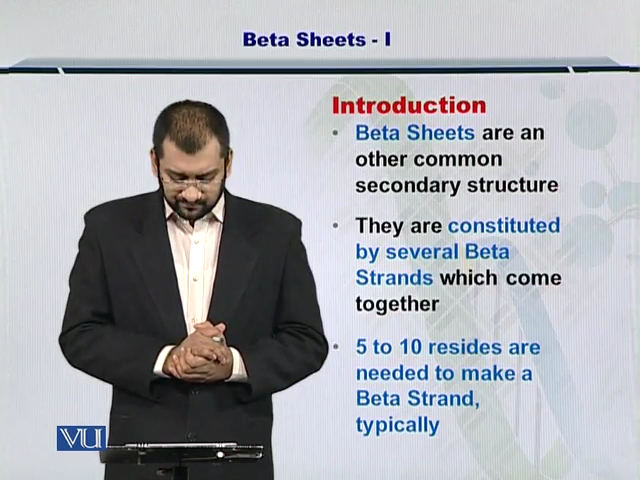 Beta Sheets - I
Introduction
• Beta Sheets are an
other common
secondary structure
• They are constituted
by several Beta
Strands which come
together
• 5 to 10 resides are
needed to make a
Beta Strand,
typically
VU